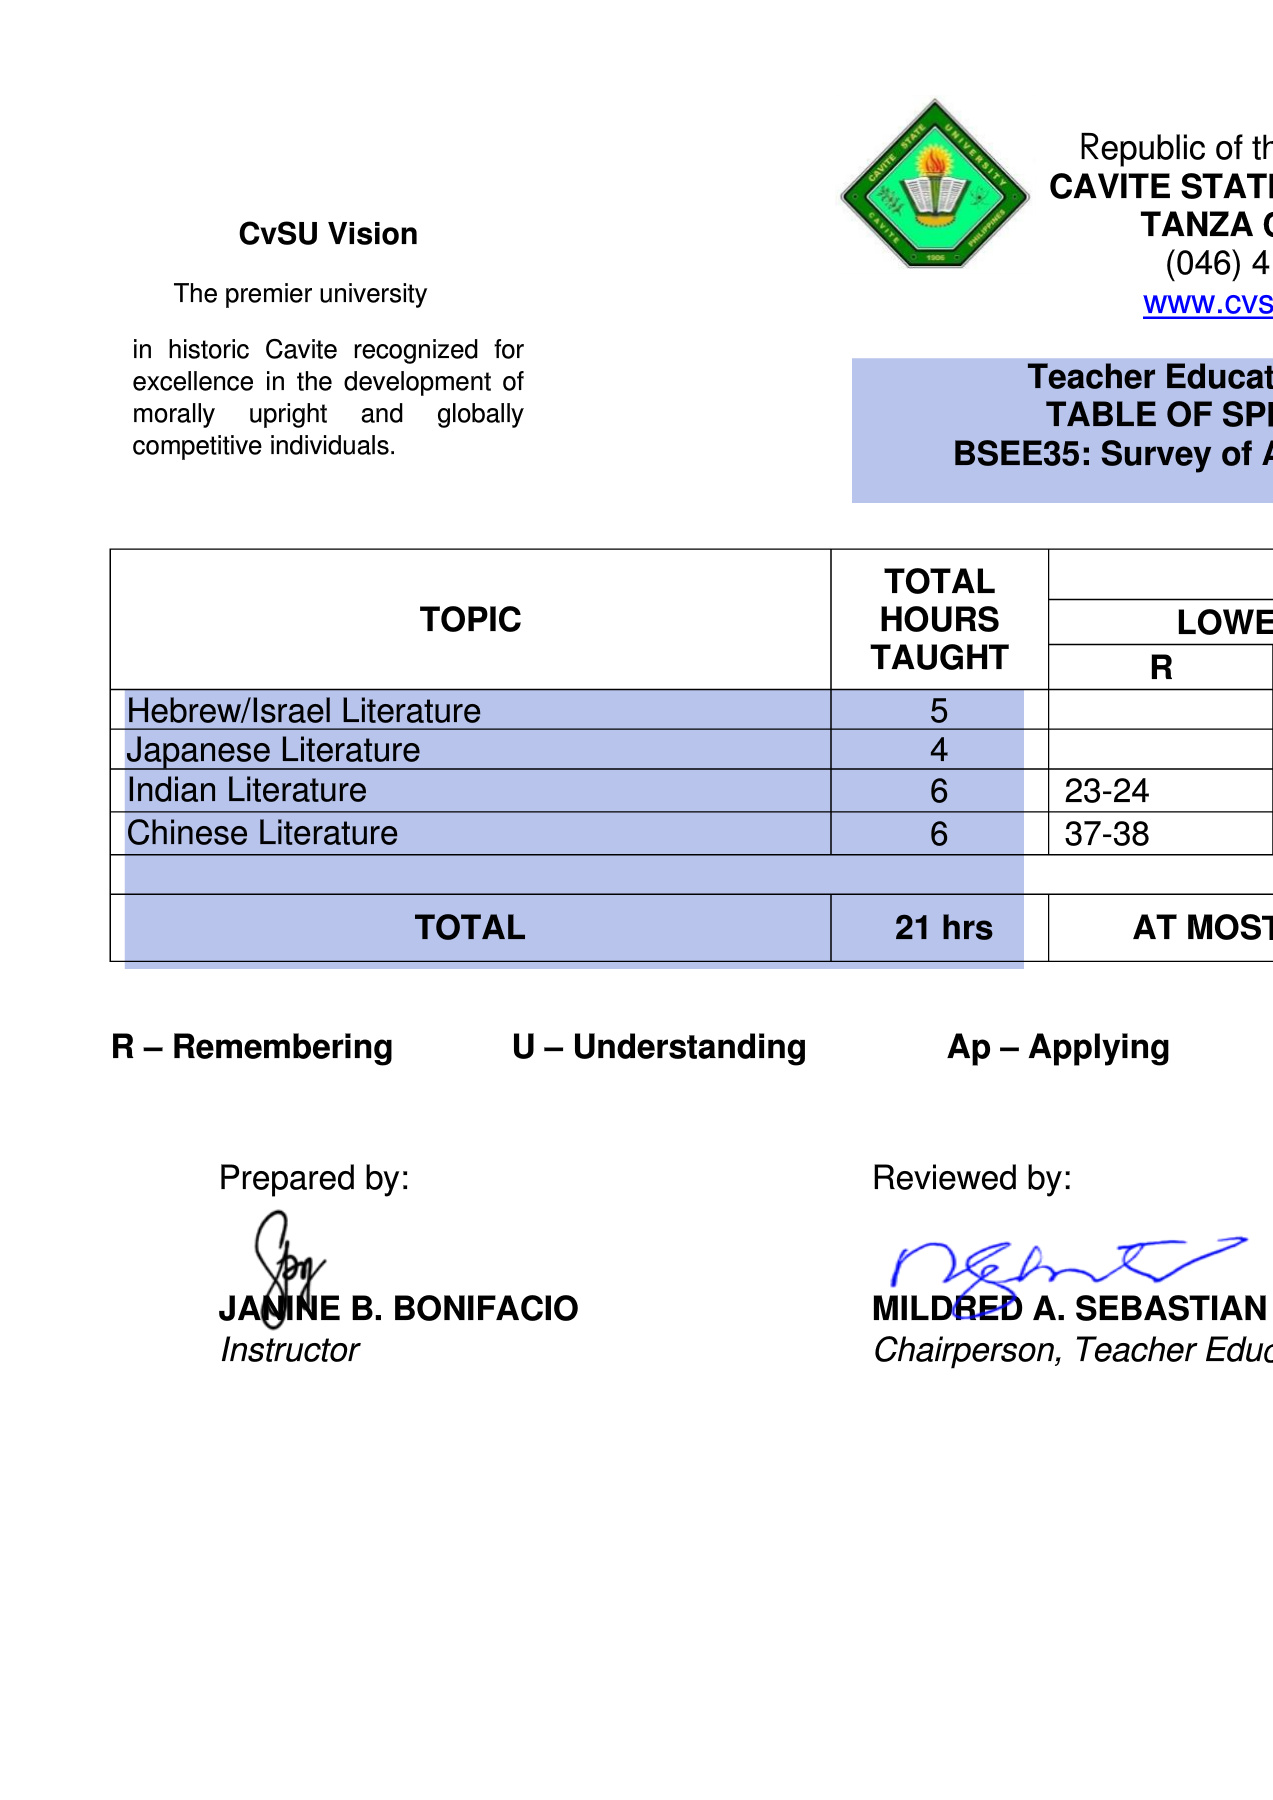 CAVITE STATE UNIVERSITY
CAVITE
PHILIPPINES
1906
Republic of th
CAVITE STATE
TANZA C
(046) 4
www.cvs
CvSU Vision
The premier university
in historic Cavite recognized for
excellence in the development of
morally upright and globally
competitive individuals.
Teacher Educat
TABLE OF SPE
BSEE35: Survey of A
TOPIC
TOTAL
HOURS
TAUGHT
LOWE
R
Hebrew/Israel Literature 5
Japanese Literature 4
Indian Literature 6 23-24
Chinese Literature 6 37-38
TOTAL 21 hrs AT MOST
R – Remembering U – Understanding Ap – Applying
Prepared by: Reviewed by:
JANINE B. BONIFACIO MILDRED A. SEBASTIAN
Instructor Chairperson, Teacher Educ